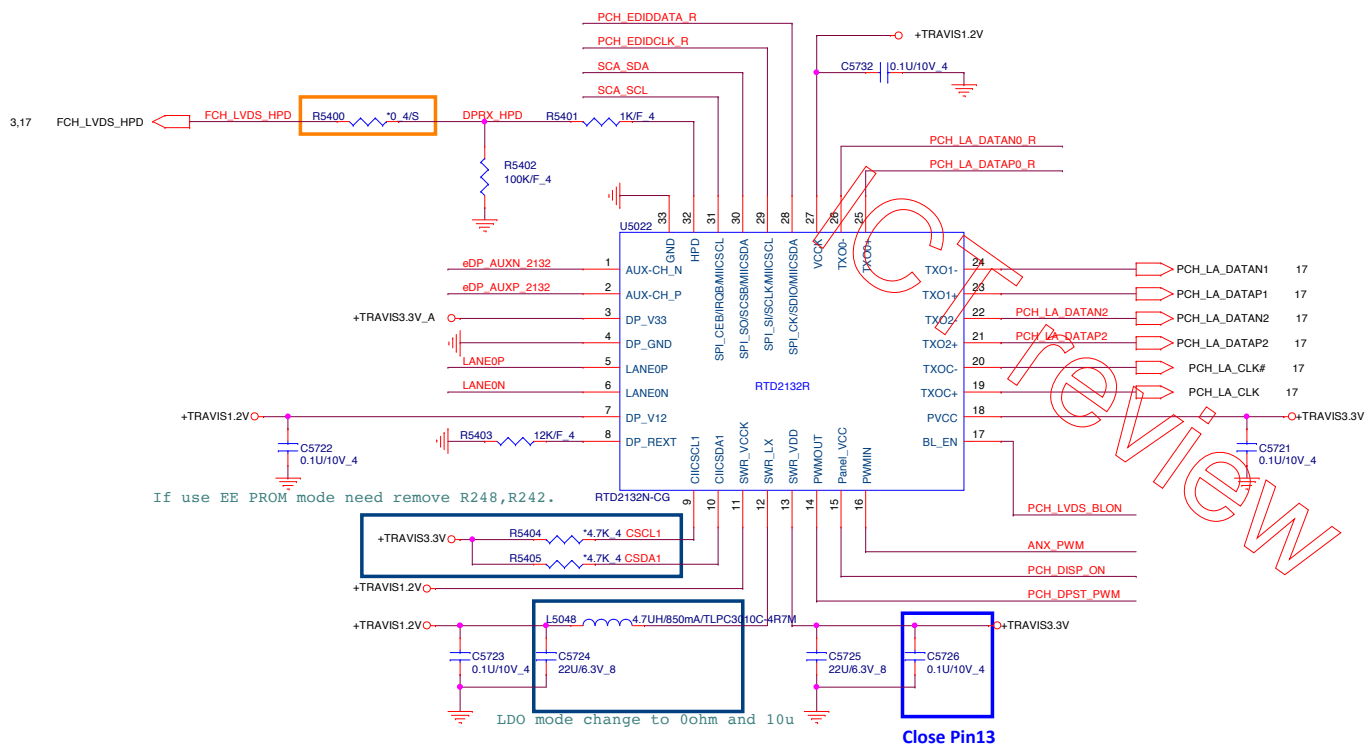 PCH_EDIDDATA_R
+TRAVIS1.2V
PCH_EDIDCLK_R
SCA_SDA
C5732 0.1U/10V_4
SCA_SCL
3,17 FCH_LVDS_HPD FCH_LVDS_HPD R5400 *0_4/S DPRX_HPD R5401 1K/F_4
PCH_LA_DATAN0_R
R5402
100K/F_4
PCH_LA_DATAP0_R
33 32 31 30 29 28 27 26 25
U5022
GND HPD SPI_CEB/IRQB/MIICSCL SPI_SO/SCSB/MIICSDA SPI_SI/SCLK/MIICSCL SPI_CK/SDIO/MIICSDA VCCK TXO0- TXO0+
eDP_AUXN_2132 1 AUX-CH_N TXO1- 24 PCH_LA_DATAN1 17
eDP_AUXP_2132 2 AUX-CH_P TXO1+ 23 PCH_LA_DATAP1 17
+TRAVIS3.3V_A 3 DP_V33 TXO2- 22 PCH_LA_DATAN2 PCH_LA_DATAN2 17
4 DP_GND TXO2+ 21 PCH_LA_DATAP2 PCH_LA_DATAP2 17
LANE0P 5 LANE0P TXOC- 20 PCH_LA_CLK# 17
RTD2132R
LANE0N 6 LANE0N TXOC+ 19 PCH_LA_CLK 17
+TRAVIS1.2V 7 DP_V12 PVCC 18 +TRAVIS3.3V
R5403 12K/F_4 8 DP_REXT BL_EN 17
C5722
0.1U/10V_4
C5721
0.1U/10V_4
CIICSCL1 CIICSDA1 SWR_VCCK SWR_LX SWR_VDD PWMOUT Panel_VCC PWMIN
If use EE PROM mode need remove R248,R242.
RTD2132N-CG
9 10 11 12 13 14 15 16
PCH_LVDS_BLON
+TRAVIS3.3V R5404 *4.7K_4 CSCL1
R5405 *4.7K_4 CSDA1
ANX_PWM
PCH_DISP_ON
+TRAVIS1.2V
PCH_DPST_PWM
+TRAVIS1.2V L5048 4.7UH/850mA/TLPC3010C-4R7M +TRAVIS3.3V
C5723
0.1U/10V_4
C5724
22U/6.3V_8
C5725
22U/6.3V_8
C5726
0.1U/10V_4
LDO mode change to 0ohm and 10u
Close Pin13
ICT review